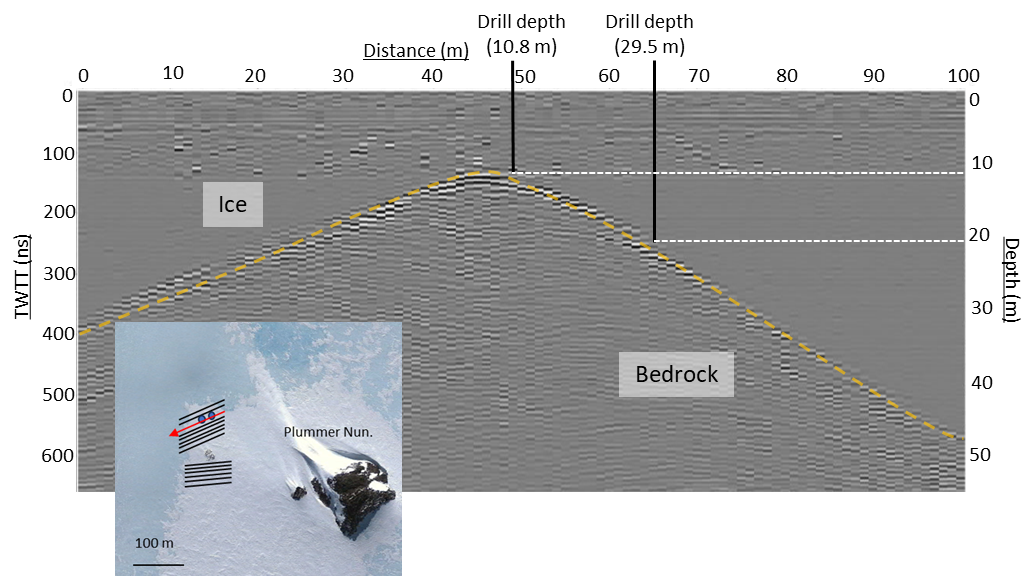 Drill depth
(10.8 m)
Drill depth
(29.5 m)
Distance (m)
0 10 20 30 40 50 60 70 80 90 100
0
100
200
300
400
500
600
TWTT (ns)
0
10
20
30
40
50
Depth (m)
Ice
Bedrock
Plummer Nun.
100 m